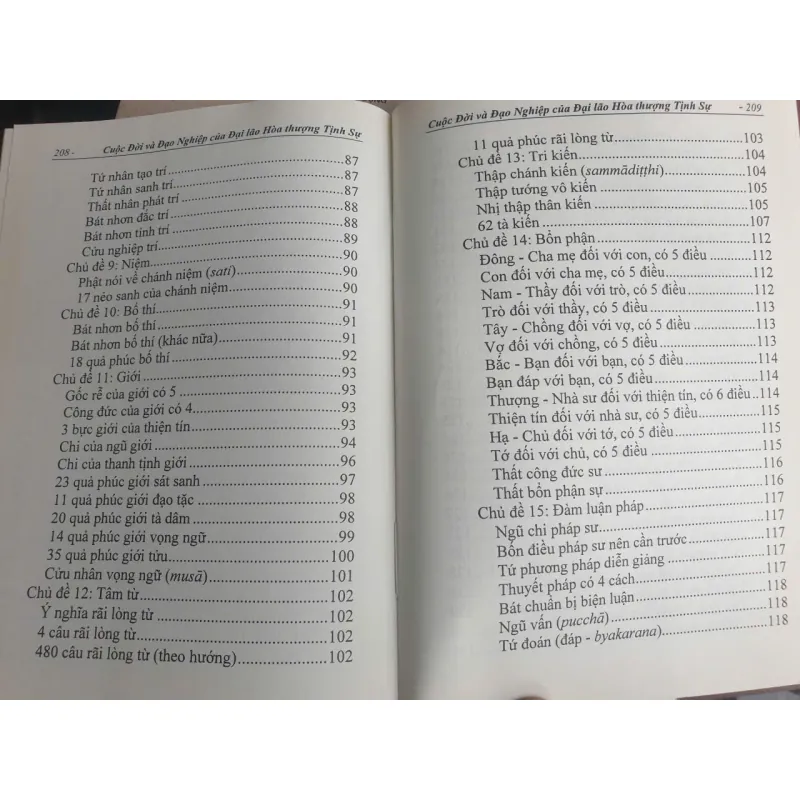 208 - Cuộc Đời và Đạo Nghiệp của Đại lão Hòa thượng Tịnh Sự
Tứ nhân tạo trí..........87
Tứ nhân sanh trí..........87
Thất nhân phát trí..........87
Bát nhơn đắc trí..........88
Bát nhơn tính trí..........88
Cửu nghiệp trí..........89
Chủ đề 9: Niệm..........90
Phật nói về chánh niệm (sati)..........90
17 nẻo sanh của chánh niệm..........90
Chủ đề 10: Bố thí..........91
Bát nhơn bố thí..........91
Bát nhơn bố thí (khác nữa)..........91
18 quả phúc bố thí..........92
Chủ đề 11: Giới..........93
Gốc rễ của giới có 5..........93
Công đức của giới có 4..........93
3 bực giới của thiện tín..........93
Chi của ngũ giới..........94
Chi của thanh tịnh giới..........96
23 quả phúc giới sát sanh..........97
11 quả phúc giới đạo tặc..........98
20 quả phúc giới tà dâm..........98
14 quả phúc giới vọng ngữ..........99
35 quả phúc giới tửu..........100
Cửu nhân vọng ngữ (musā)..........101
Chủ đề 12: Tâm từ..........102
Ý nghĩa rãi lòng từ..........102
4 câu rãi lòng từ..........102
480 câu rãi lòng từ (theo hướng)..........102
Cuộc Đời và Đạo Nghiệp của Đại lão Hòa thượng Tịnh Sự - 209
11 quả phúc rãi lòng từ..........103
Chủ đề 13: Tri kiến..........104
Thập chánh kiến (sammādiṭṭhi)..........104
Thập tướng vô kiến..........105
Nhị thập thân kiến..........105
62 tà kiến..........107
Chủ đề 14: Bổn phận..........112
Đông - Cha mẹ đối với con, có 5 điều..........112
Con đối với cha mẹ, có 5 điều..........112
Nam - Thầy đối với trò, có 5 điều..........112
Trò đối với thầy, có 5 điều..........113
Tây - Chồng đối với vợ, có 5 điều..........113
Vợ đối với chồng, có 5 điều..........113
Bắc - Bạn đối với bạn, có 5 điều..........114
Bạn đáp với bạn, có 5 điều..........114
Thượng - Nhà sư đối với thiện tín, có 6 điều..114
Thiện tín đối với nhà sư, có 5 điều..........115
Hạ - Chủ đối với tớ, có 5 điều..........115
Tớ đối với chủ, có 5 điều..........115
Thất công đức sư..........116
Thất bổn phận sự..........116
Chủ đề 15: Đàm luận pháp..........117
Ngũ chi pháp sư..........117
Bốn điều pháp sư nên cần trước..........117
Tứ phương pháp diễn giảng..........117
Thuyết pháp có 4 cách..........117
Bát chuẩn bị biện luận..........118
Ngũ vấn (pucchā)..........118
Tứ đoán (đáp - byakarana)..........118